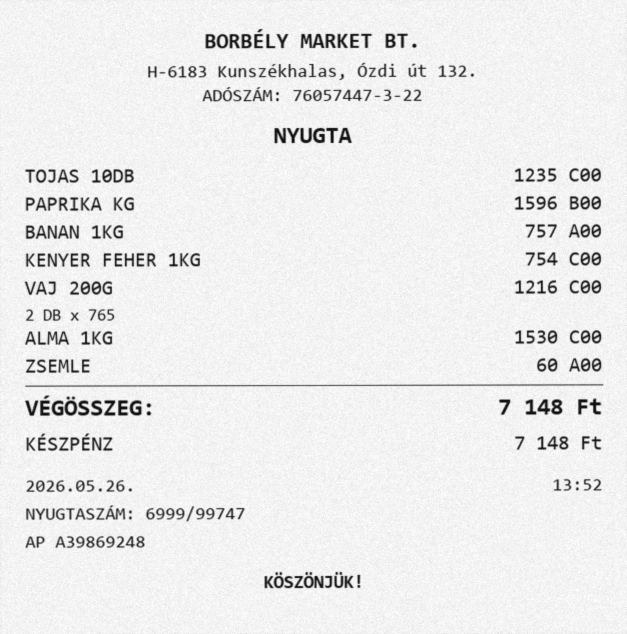 BORBÉLY MARKET BT.
H-6183 Kunszékhalas, Ózdi út 132.
ADÓSZÁM: 76057447-3-22
NYUGTA
TOJAS 10DB 1235 C00
PAPRIKA KG 1596 B00
BANAN 1KG 757 A00
KENYER FEHER 1KG 754 C00
VAJ 200G 1216 C00
2 DB x 765
ALMA 1KG 1530 C00
ZSEMLE 60 A00
VÉGÖSSZEG: 7 148 Ft
KÉSZPÉNZ 7 148 Ft
2026.05.26. 13:52
NYUGTASZÁM: 6999/99747
AP A39869248
KÖSZÖNJÜK!